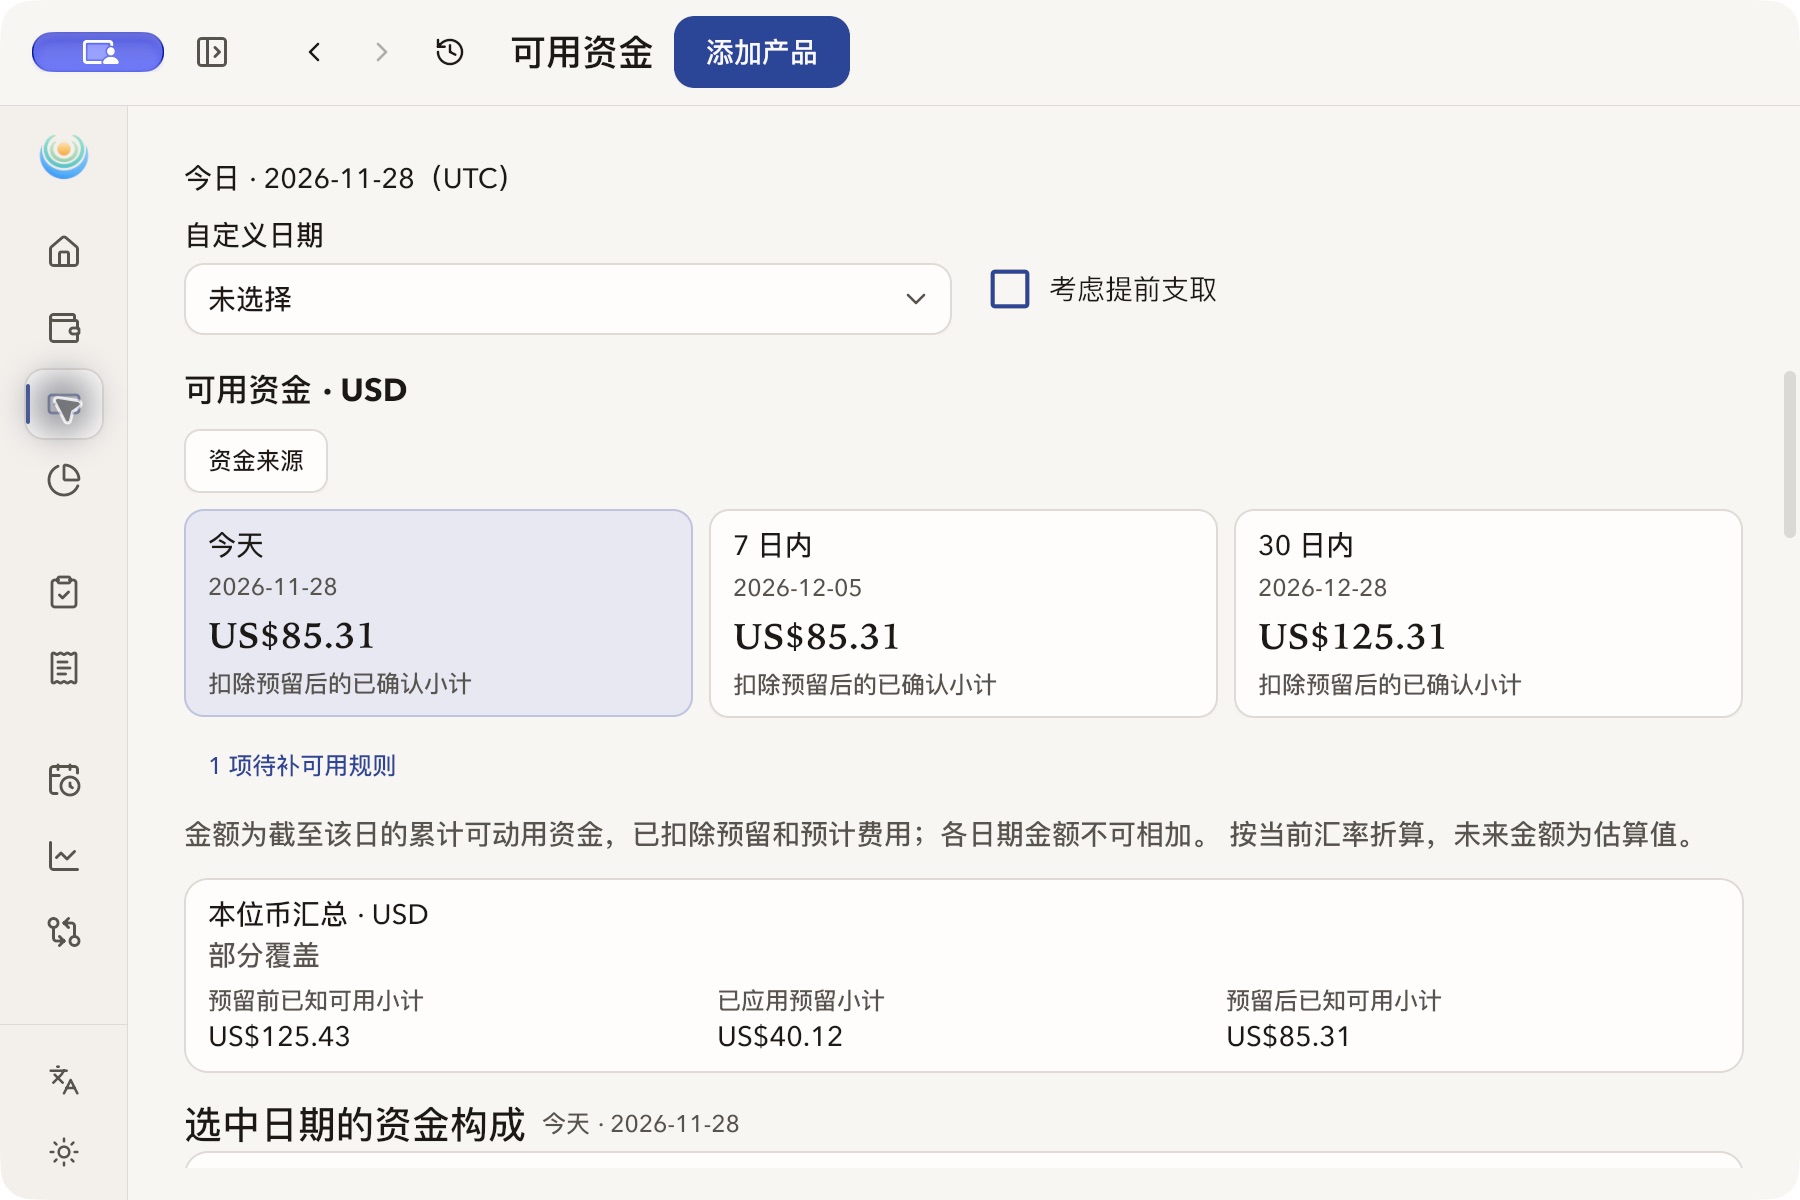 可用资金
添加产品
今日 · 2026-11-28（UTC）
自定义日期
未选择
考虑提前支取
可用资金 · USD
资金来源
今天
2026-11-28
US$85.31
扣除预留后的已确认小计
7 日内
2026-12-05
US$85.31
扣除预留后的已确认小计
30 日内
2026-12-28
US$125.31
扣除预留后的已确认小计
1 项待补可用规则
金额为截至该日的累计可动用资金，已扣除预留和预计费用；各日期金额不可相加。 按当前汇率折算，未来金额为估算值。
本位币汇总 · USD
部分覆盖
预留前已知可用小计
US$125.43
已应用预留小计
US$40.12
预留后已知可用小计
US$85.31
选中日期的资金构成 今天 · 2026-11-28